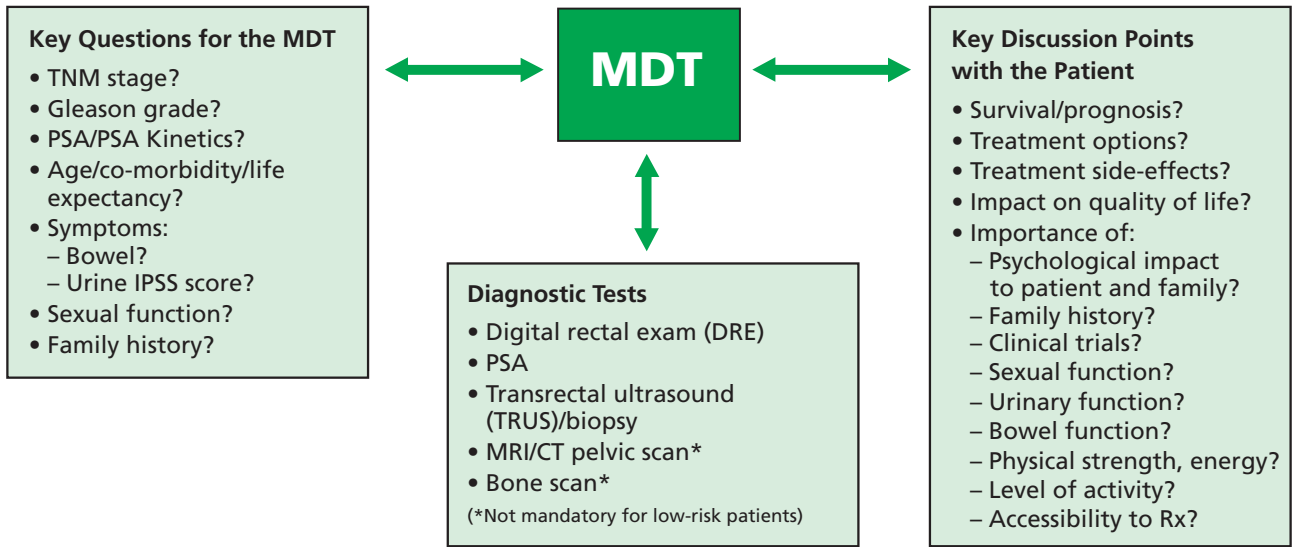 Key Questions for the MDT
• TNM stage?
• Gleason grade?
• PSA/PSA Kinetics?
• Age/co-morbidity/life
expectancy?
• Symptoms:
– Bowel?
– Urine IPSS score?
• Sexual function?
• Family history?
MDT
Diagnostic Tests
• Digital rectal exam (DRE)
• PSA
• Transrectal ultrasound
(TRUS)/biopsy
• MRI/CT pelvic scan*
• Bone scan*
(*Not mandatory for low-risk patients)
Key Discussion Points
with the Patient
• Survival/prognosis?
• Treatment options?
• Treatment side-effects?
• Impact on quality of life?
• Importance of:
– Psychological impact
to patient and family?
– Family history?
– Clinical trials?
– Sexual function?
– Urinary function?
– Bowel function?
– Physical strength, energy?
– Level of activity?
– Accessibility to Rx?